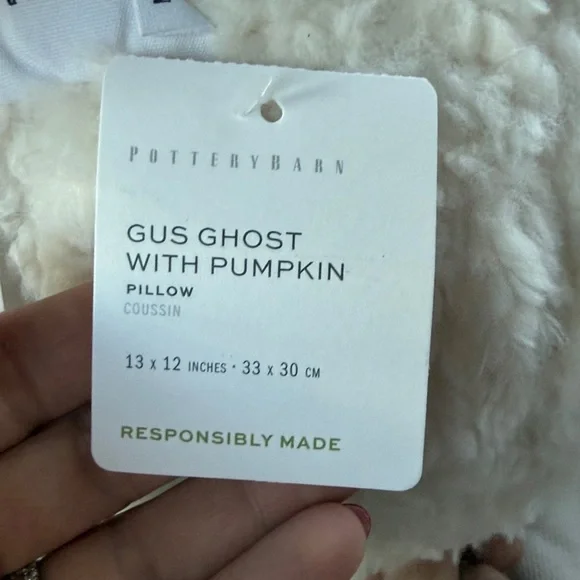 POTTERYBARN
GUS GHOST
WITH PUMPKIN
PILLOW
COUSSIN
13 x 12 INCHES · 33 x 30 CM
RESPONSIBLY MADE